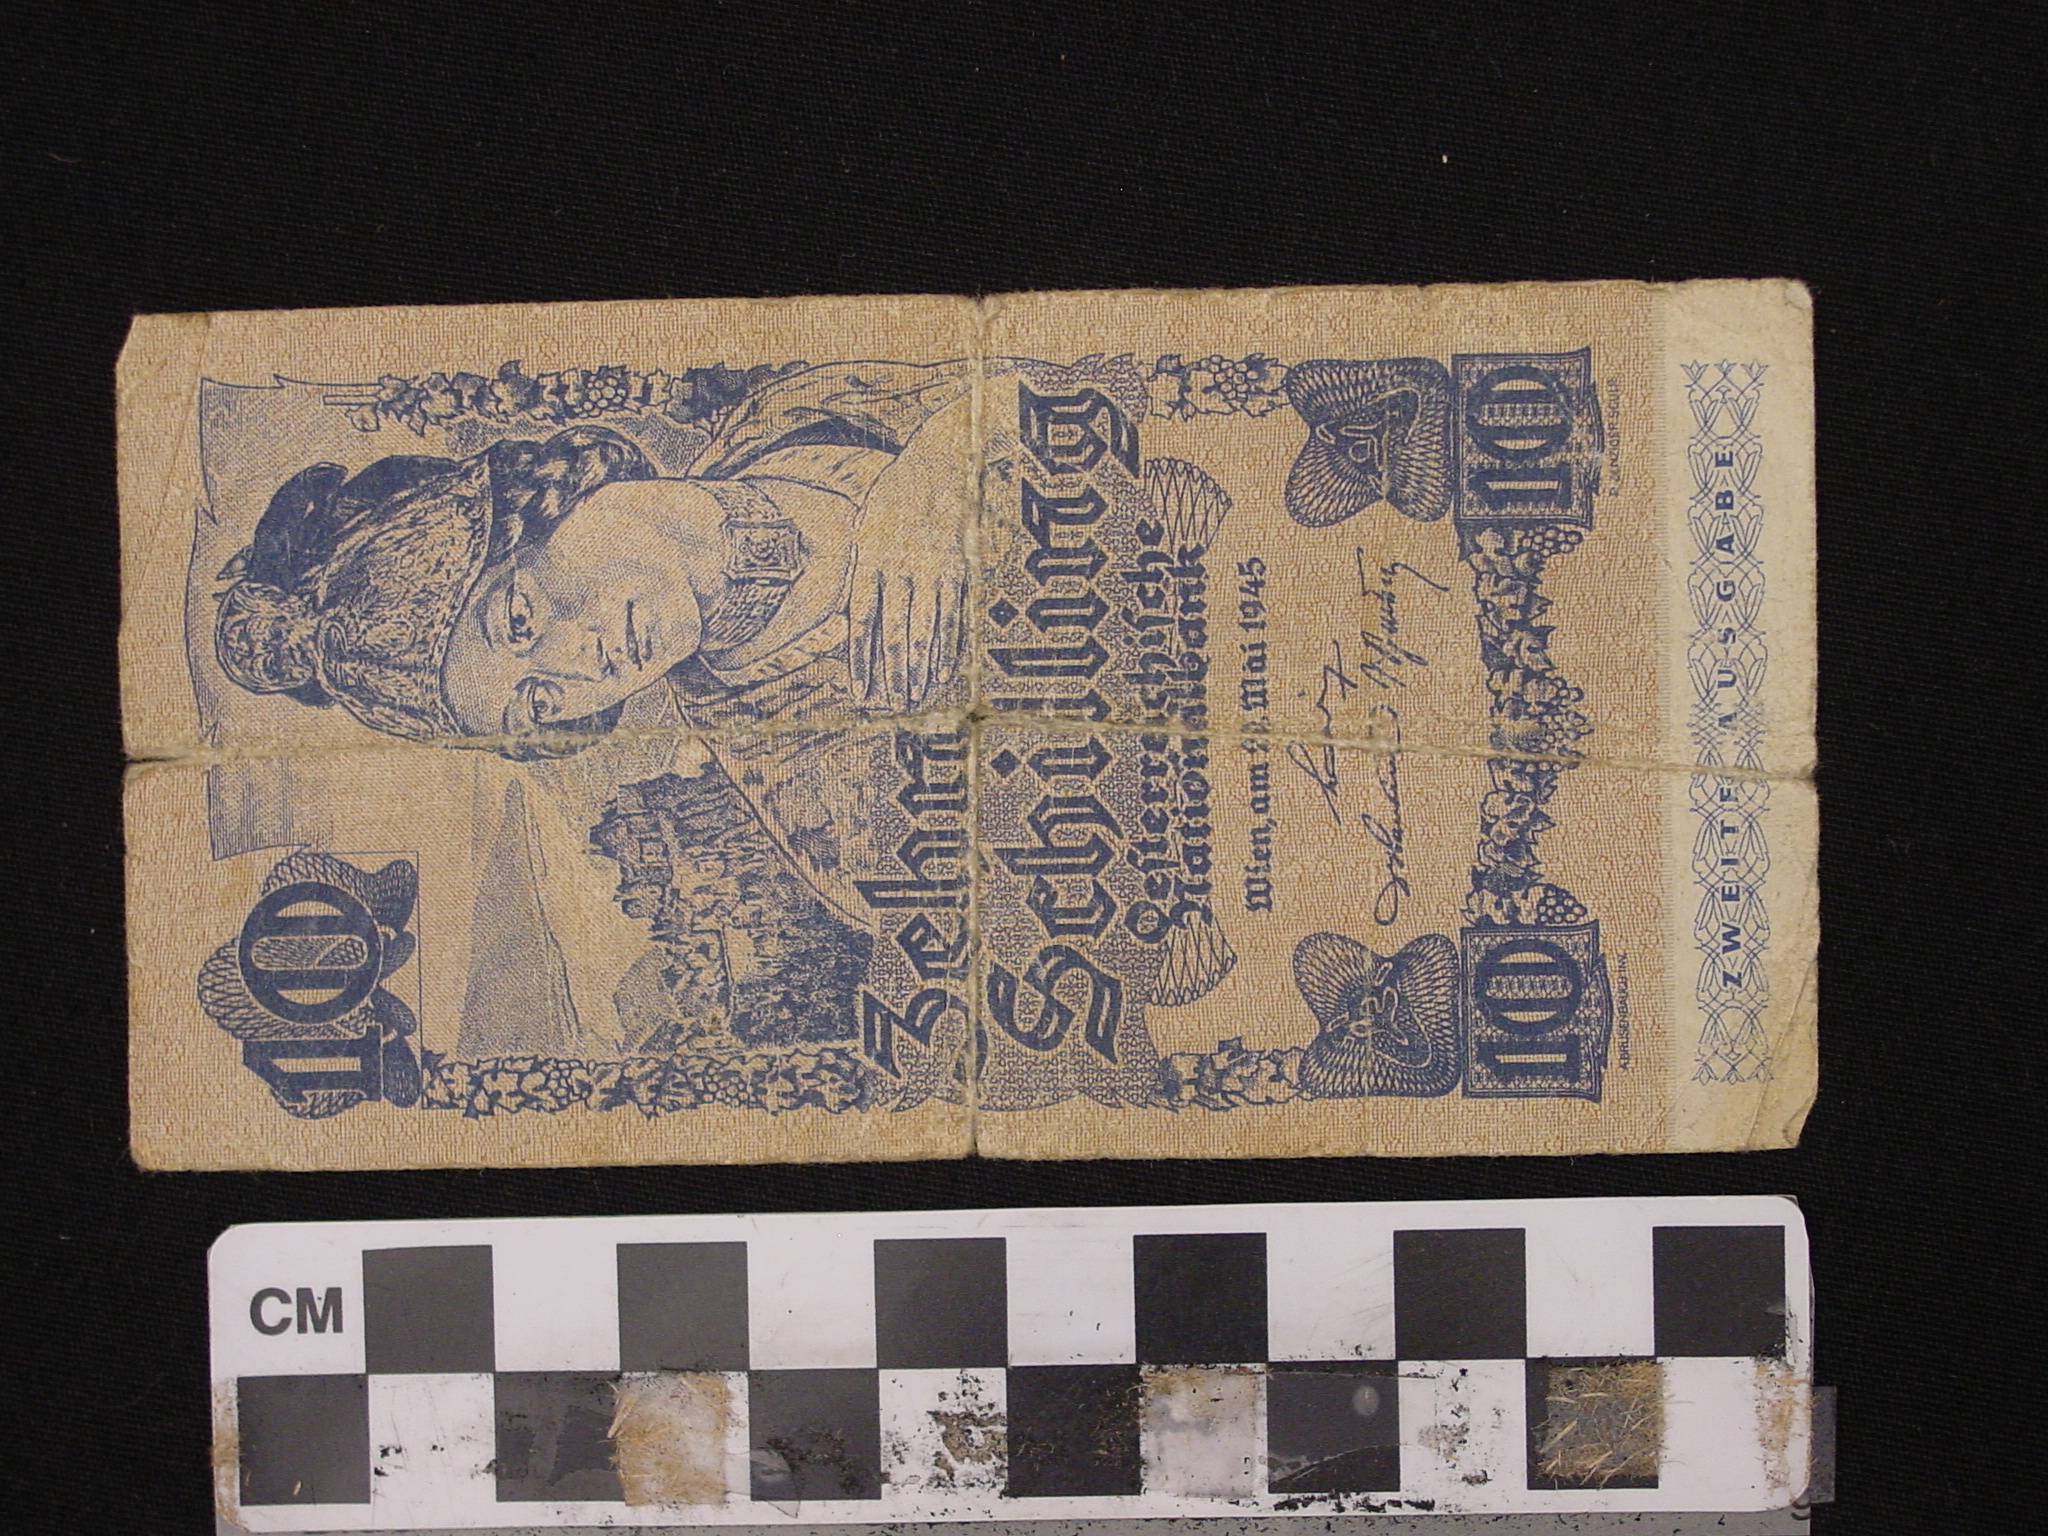 10
Zehn
Schilling
Oesterreichische
Nationalbank
Wien, am 29. Mai 1945
10
10
ZWEITE AUSGABE
CM